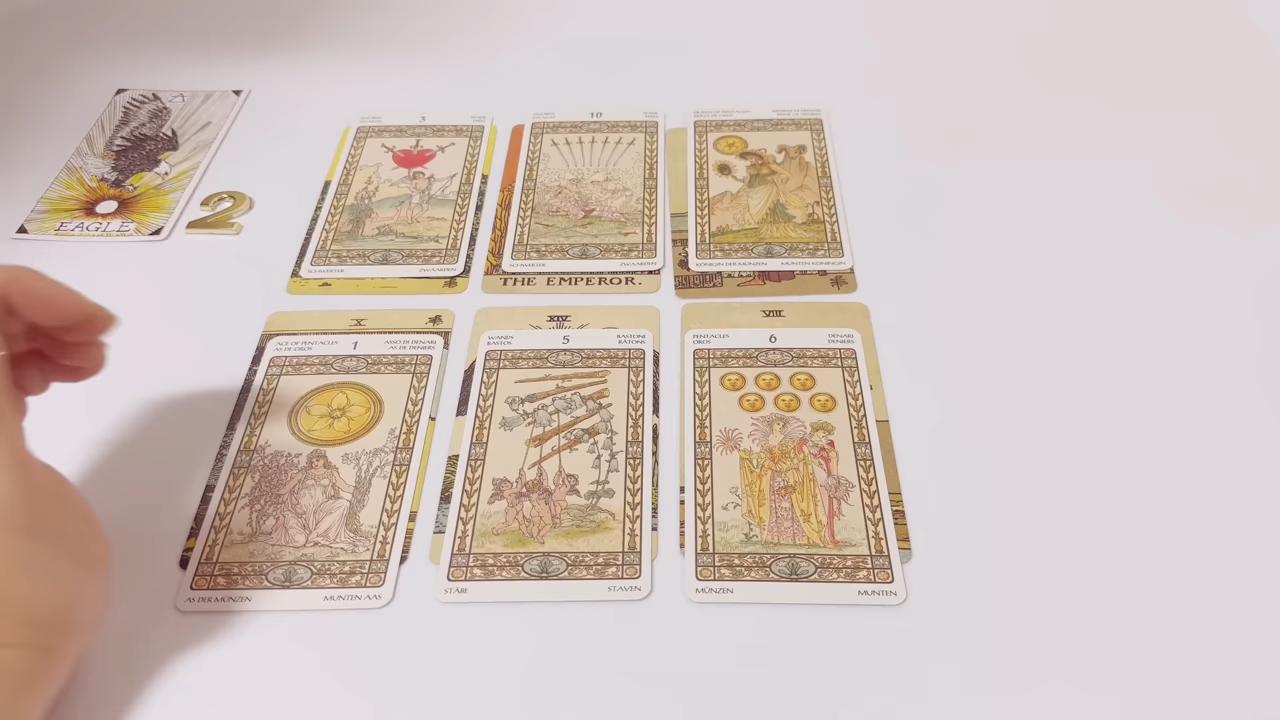 EAGLE
2
3
SCHWERTER ZWAARDEN
10
SCHWERTER ZWAARDEN
THE EMPEROR.
KÖNIGIN DER MÜNZEN MUNTEN KONINGIN
X
ACE OF PENTACLES
AS DE OROS
1
ASSO DI DENARI
AS DE DENIERS
AS DER MÜNZEN MUNTEN AAS
XIV
WANDS
BASTOS
5
BASTONI
BÂTONS
STÄBE STAVEN
VIII
PENTACLES
OROS
6
DENARI
DENIERS
MÜNZEN MUNTEN